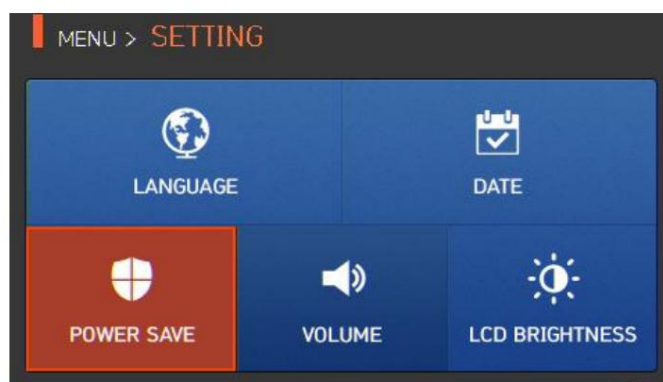 MENU > SETTING
LANGUAGE
DATE
POWER SAVE
VOLUME
LCD BRIGHTNESS